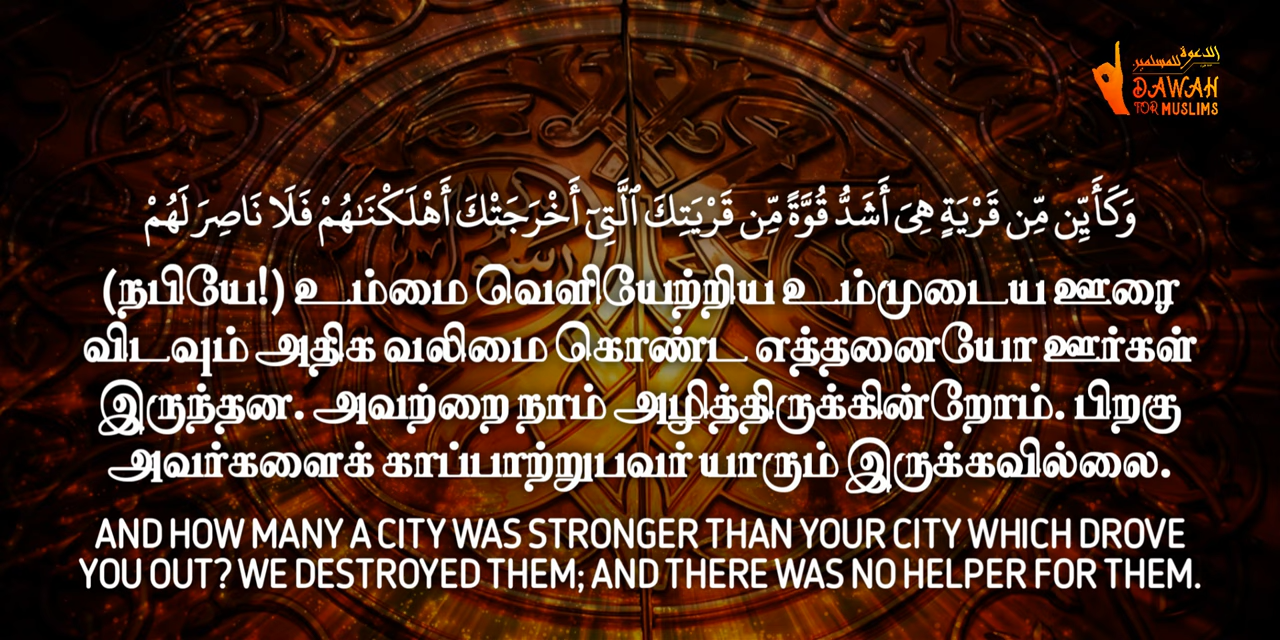 الدعوة للمسلمين
DAWAH
FOR MUSLIMS
وَكَأَيِّن مِّن قَرْيَةٍ هِىَ أَشَدُّ قُوَّةً مِّن قَرْيَتِكَ ٱلَّتِىٓ أَخْرَجَتْكَ أَهْلَكْنَـٰهُمْ فَلَا نَاصِرَ لَهُمْ
(நபியே!) உம்மை வெளியேற்றிய உம்முடைய ஊரை
விடவும் அதிக வலிமை கொண்ட எத்தனையோ ஊர்கள்
இருந்தன. அவற்றை நாம் அழித்திருக்கின்றோம். பிறகு
அவர்களைக் காப்பாற்றுபவர் யாரும் இருக்கவில்லை.
AND HOW MANY A CITY WAS STRONGER THAN YOUR CITY WHICH DROVE
YOU OUT? WE DESTROYED THEM; AND THERE WAS NO HELPER FOR THEM.